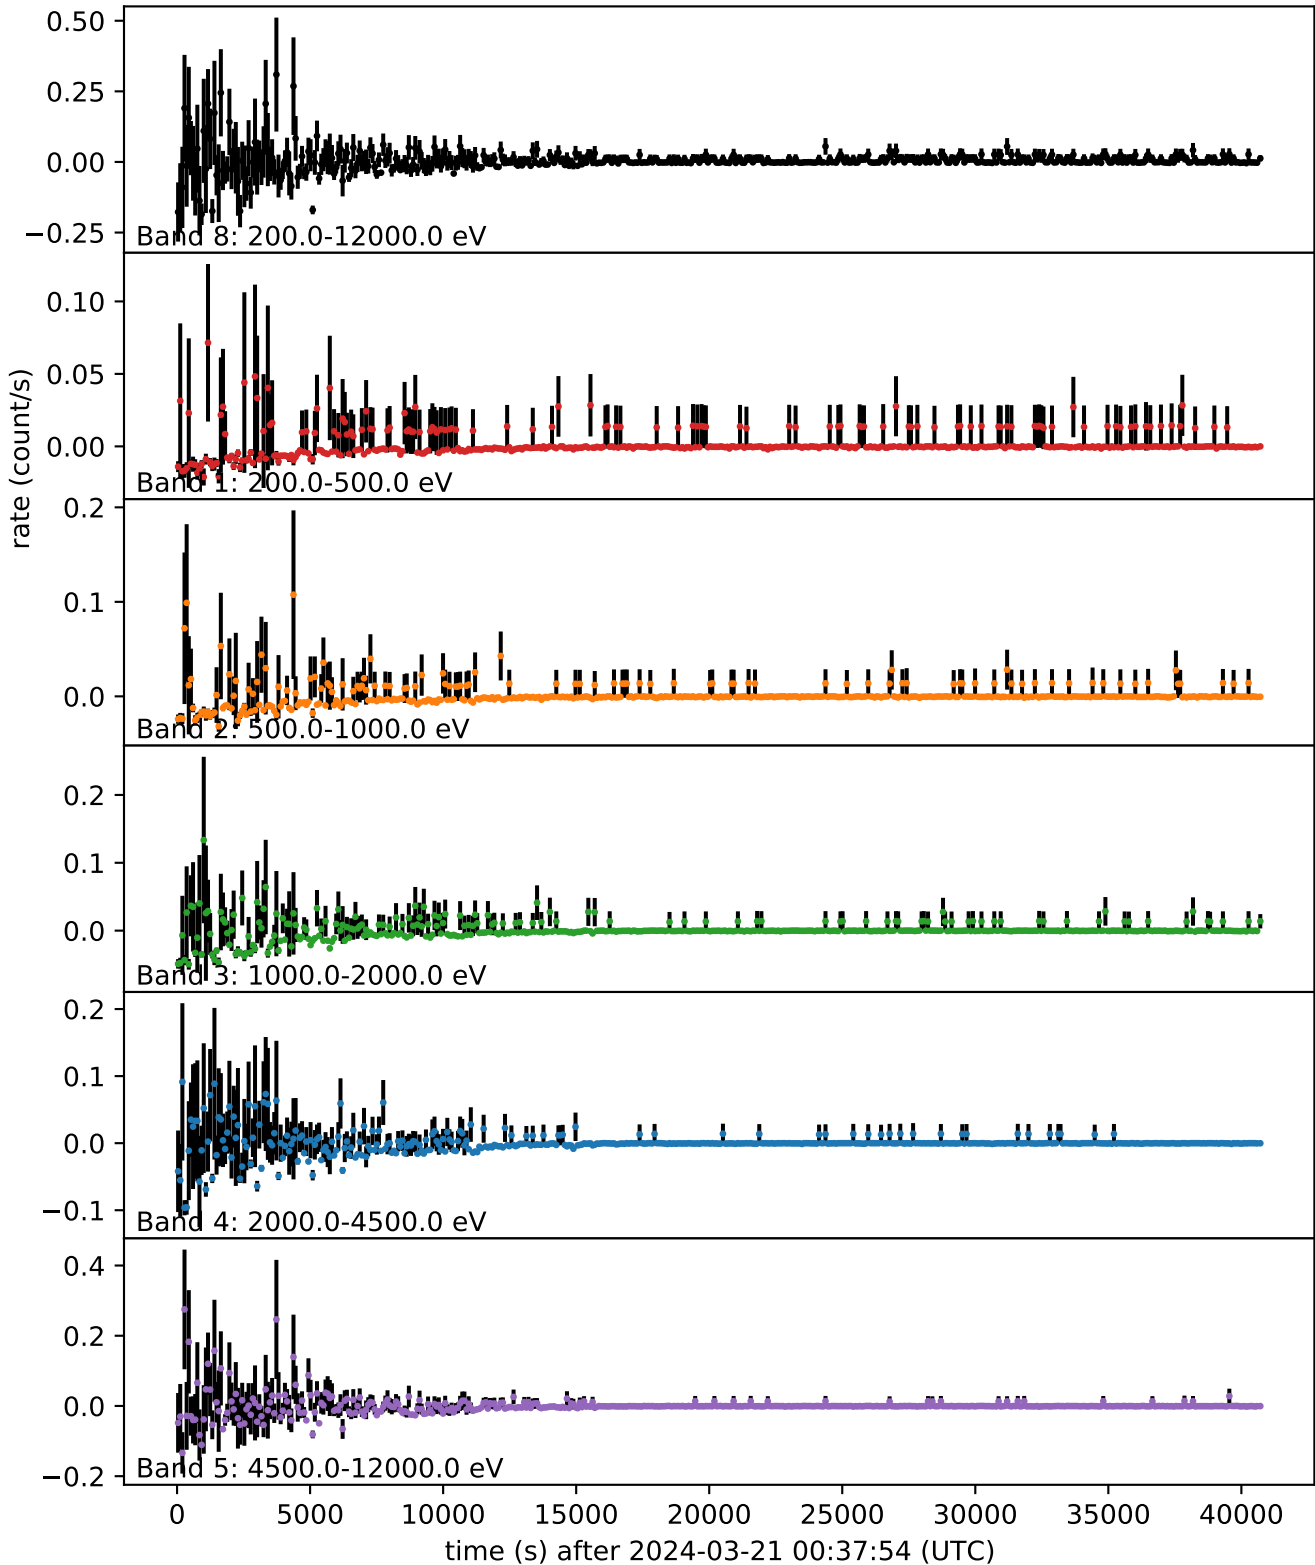 0.50
0.25
0.00
−0.25
Band 8: 200.0-12000.0 eV
0.10
0.05
0.00
Band 1: 200.0-500.0 eV
rate (count/s)
0.2
0.1
0.0
Band 2: 500.0-1000.0 eV
0.2
0.1
0.0
Band 3: 1000.0-2000.0 eV
0.2
0.1
0.0
−0.1
Band 4: 2000.0-4500.0 eV
0.4
0.2
0.0
−0.2
Band 5: 4500.0-12000.0 eV
0 5000 10000 15000 20000 25000 30000 35000 40000
time (s) after 2024-03-21 00:37:54 (UTC)